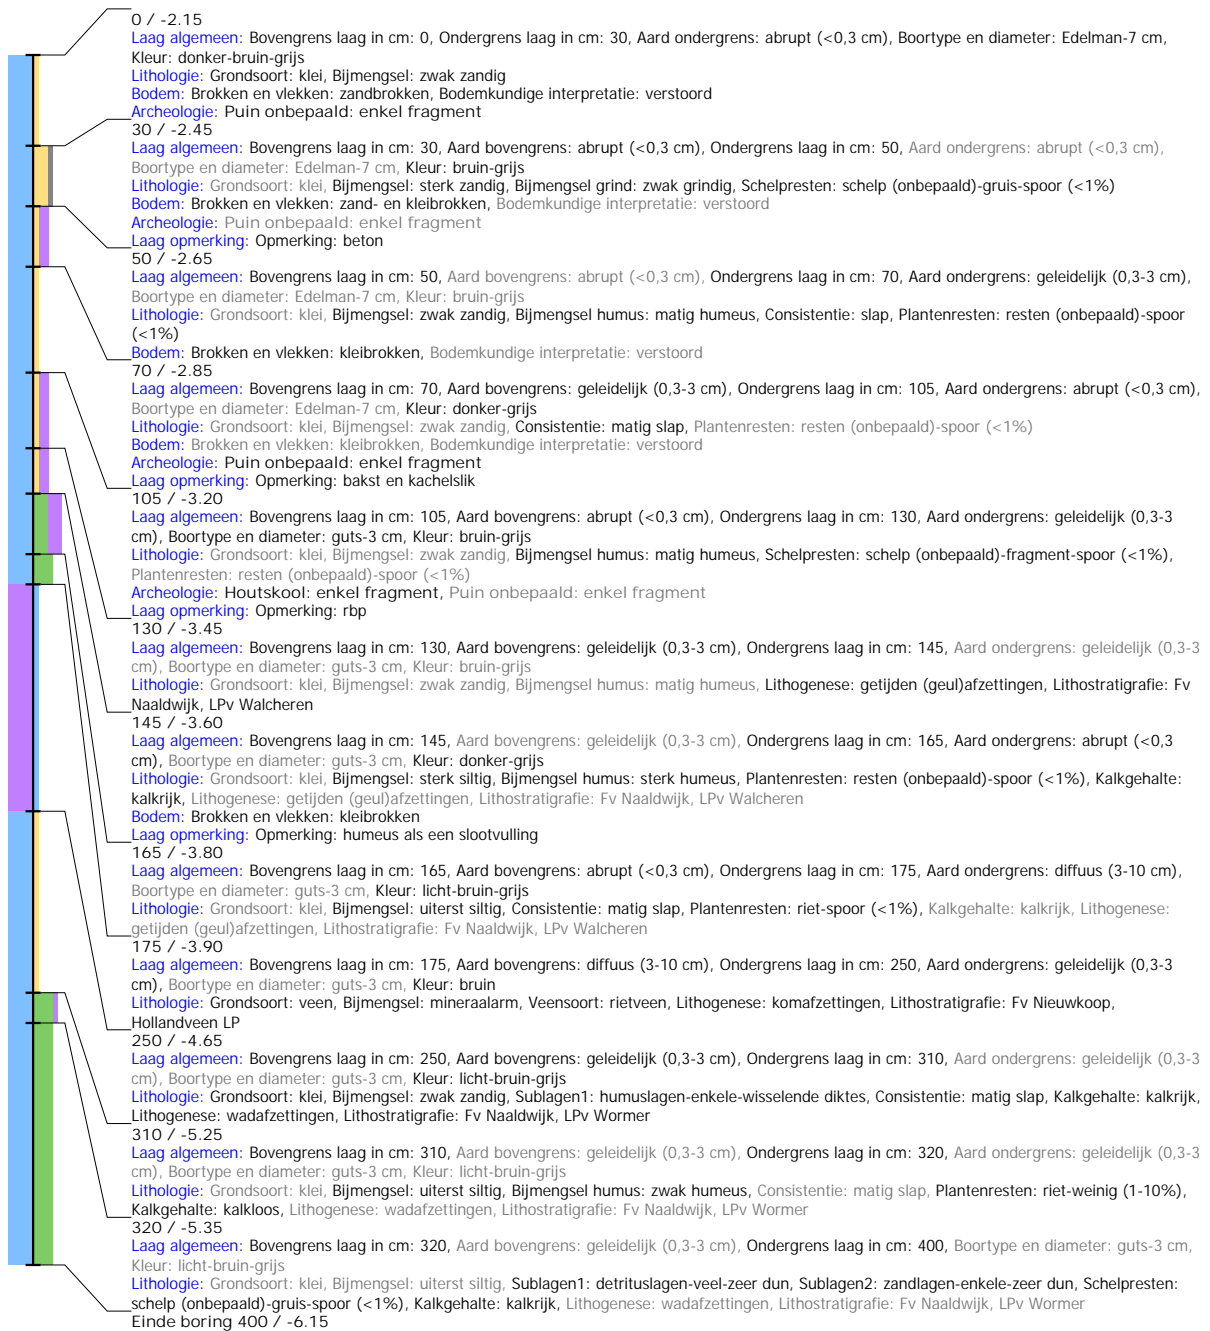 0 / -2.15
Laag algemeen: Bovengrens laag in cm: 0, Ondergrens laag in cm: 30, Aard ondergrens: abrupt (<0,3 cm), Boortype en diameter: Edelman-7 cm,
Kleur: donker-bruin-grijs
Lithologie: Grondsoort: klei, Bijmengsel: zwak zandig
Bodem: Brokken en vlekken: zandbrokken, Bodemkundige interpretatie: verstoord
Archeologie: Puin onbepaald: enkel fragment
30 / -2.45
Laag algemeen: Bovengrens laag in cm: 30, Aard bovengrens: abrupt (<0,3 cm), Ondergrens laag in cm: 50, Aard ondergrens: abrupt (<0,3 cm),
Boortype en diameter: Edelman-7 cm, Kleur: bruin-grijs
Lithologie: Grondsoort: klei, Bijmengsel: sterk zandig, Bijmengsel grind: zwak grindig, Schelpresten: schelp (onbepaald)-gruis-spoor (<1%)
Bodem: Brokken en vlekken: zand- en kleibrokken, Bodemkundige interpretatie: verstoord
Archeologie: Puin onbepaald: enkel fragment
Laag opmerking: Opmerking: beton
50 / -2.65
Laag algemeen: Bovengrens laag in cm: 50, Aard bovengrens: abrupt (<0,3 cm), Ondergrens laag in cm: 70, Aard ondergrens: geleidelijk (0,3-3 cm),
Boortype en diameter: Edelman-7 cm, Kleur: bruin-grijs
Lithologie: Grondsoort: klei, Bijmengsel: zwak zandig, Bijmengsel humus: matig humeus, Consistentie: slap, Plantenresten: resten (onbepaald)-spoor
(<1%)
Bodem: Brokken en vlekken: kleibrokken, Bodemkundige interpretatie: verstoord
70 / -2.85
Laag algemeen: Bovengrens laag in cm: 70, Aard bovengrens: geleidelijk (0,3-3 cm), Ondergrens laag in cm: 105, Aard ondergrens: abrupt (<0,3 cm),
Boortype en diameter: Edelman-7 cm, Kleur: donker-grijs
Lithologie: Grondsoort: klei, Bijmengsel: zwak zandig, Consistentie: matig slap, Plantenresten: resten (onbepaald)-spoor (<1%)
Bodem: Brokken en vlekken: kleibrokken, Bodemkundige interpretatie: verstoord
Archeologie: Puin onbepaald: enkel fragment
Laag opmerking: Opmerking: bakst en kachelslik
105 / -3.20
Laag algemeen: Bovengrens laag in cm: 105, Aard bovengrens: abrupt (<0,3 cm), Ondergrens laag in cm: 130, Aard ondergrens: geleidelijk (0,3-3
cm), Boortype en diameter: guts-3 cm, Kleur: bruin-grijs
Lithologie: Grondsoort: klei, Bijmengsel: zwak zandig, Bijmengsel humus: matig humeus, Schelpresten: schelp (onbepaald)-fragment-spoor (<1%),
Plantenresten: resten (onbepaald)-spoor (<1%)
Archeologie: Houtskool: enkel fragment, Puin onbepaald: enkel fragment
Laag opmerking: Opmerking: rbp
130 / -3.45
Laag algemeen: Bovengrens laag in cm: 130, Aard bovengrens: geleidelijk (0,3-3 cm), Ondergrens laag in cm: 145, Aard ondergrens: geleidelijk (0,3-3
cm), Boortype en diameter: guts-3 cm, Kleur: bruin-grijs
Lithologie: Grondsoort: klei, Bijmengsel: zwak zandig, Bijmengsel humus: matig humeus, Lithogenese: getijden (geul)afzettingen, Lithostratigrafie: Fv
Naaldwijk, LPv Walcheren
145 / -3.60
Laag algemeen: Bovengrens laag in cm: 145, Aard bovengrens: geleidelijk (0,3-3 cm), Ondergrens laag in cm: 165, Aard ondergrens: abrupt (<0,3
cm), Boortype en diameter: guts-3 cm, Kleur: donker-grijs
Lithologie: Grondsoort: klei, Bijmengsel: sterk siltig, Bijmengsel humus: sterk humeus, Plantenresten: resten (onbepaald)-spoor (<1%), Kalkgehalte:
kalkrijk, Lithogenese: getijden (geul)afzettingen, Lithostratigrafie: Fv Naaldwijk, LPv Walcheren
Bodem: Brokken en vlekken: kleibrokken
Laag opmerking: Opmerking: humeus als een slootvulling
165 / -3.80
Laag algemeen: Bovengrens laag in cm: 165, Aard bovengrens: abrupt (<0,3 cm), Ondergrens laag in cm: 175, Aard ondergrens: diffuus (3-10 cm),
Boortype en diameter: guts-3 cm, Kleur: licht-bruin-grijs
Lithologie: Grondsoort: klei, Bijmengsel: uiterst siltig, Consistentie: matig slap, Plantenresten: riet-spoor (<1%), Kalkgehalte: kalkrijk, Lithogenese:
getijden (geul)afzettingen, Lithostratigrafie: Fv Naaldwijk, LPv Walcheren
175 / -3.90
Laag algemeen: Bovengrens laag in cm: 175, Aard bovengrens: diffuus (3-10 cm), Ondergrens laag in cm: 250, Aard ondergrens: geleidelijk (0,3-3
cm), Boortype en diameter: guts-3 cm, Kleur: bruin
Lithologie: Grondsoort: veen, Bijmengsel: mineraalarm, Veensoort: rietveen, Lithogenese: komafzettingen, Lithostratigrafie: Fv Nieuwkoop,
Hollandveen LP
250 / -4.65
Laag algemeen: Bovengrens laag in cm: 250, Aard bovengrens: geleidelijk (0,3-3 cm), Ondergrens laag in cm: 310, Aard ondergrens: geleidelijk (0,3-3
cm), Boortype en diameter: guts-3 cm, Kleur: licht-bruin-grijs
Lithologie: Grondsoort: klei, Bijmengsel: zwak zandig, Sublagen1: humuslagen-enkele-wisselende diktes, Consistentie: matig slap, Kalkgehalte: kalkrijk,
Lithogenese: wadafzettingen, Lithostratigrafie: Fv Naaldwijk, LPv Wormer
310 / -5.25
Laag algemeen: Bovengrens laag in cm: 310, Aard bovengrens: geleidelijk (0,3-3 cm), Ondergrens laag in cm: 320, Aard ondergrens: geleidelijk (0,3-3
cm), Boortype en diameter: guts-3 cm, Kleur: licht-bruin-grijs
Lithologie: Grondsoort: klei, Bijmengsel: uiterst siltig, Bijmengsel humus: zwak humeus, Consistentie: matig slap, Plantenresten: riet-weinig (1-10%),
Kalkgehalte: kalkloos, Lithogenese: wadafzettingen, Lithostratigrafie: Fv Naaldwijk, LPv Wormer
320 / -5.35
Laag algemeen: Bovengrens laag in cm: 320, Aard bovengrens: geleidelijk (0,3-3 cm), Ondergrens laag in cm: 400, Boortype en diameter: guts-3 cm,
Kleur: licht-bruin-grijs
Lithologie: Grondsoort: klei, Bijmengsel: uiterst siltig, Sublagen1: detrituslagen-veel-zeer dun, Sublagen2: zandlagen-enkele-zeer dun, Schelpresten:
schelp (onbepaald)-gruis-spoor (<1%), Kalkgehalte: kalkrijk, Lithogenese: wadafzettingen, Lithostratigrafie: Fv Naaldwijk, LPv Wormer
Einde boring 400 / -6.15